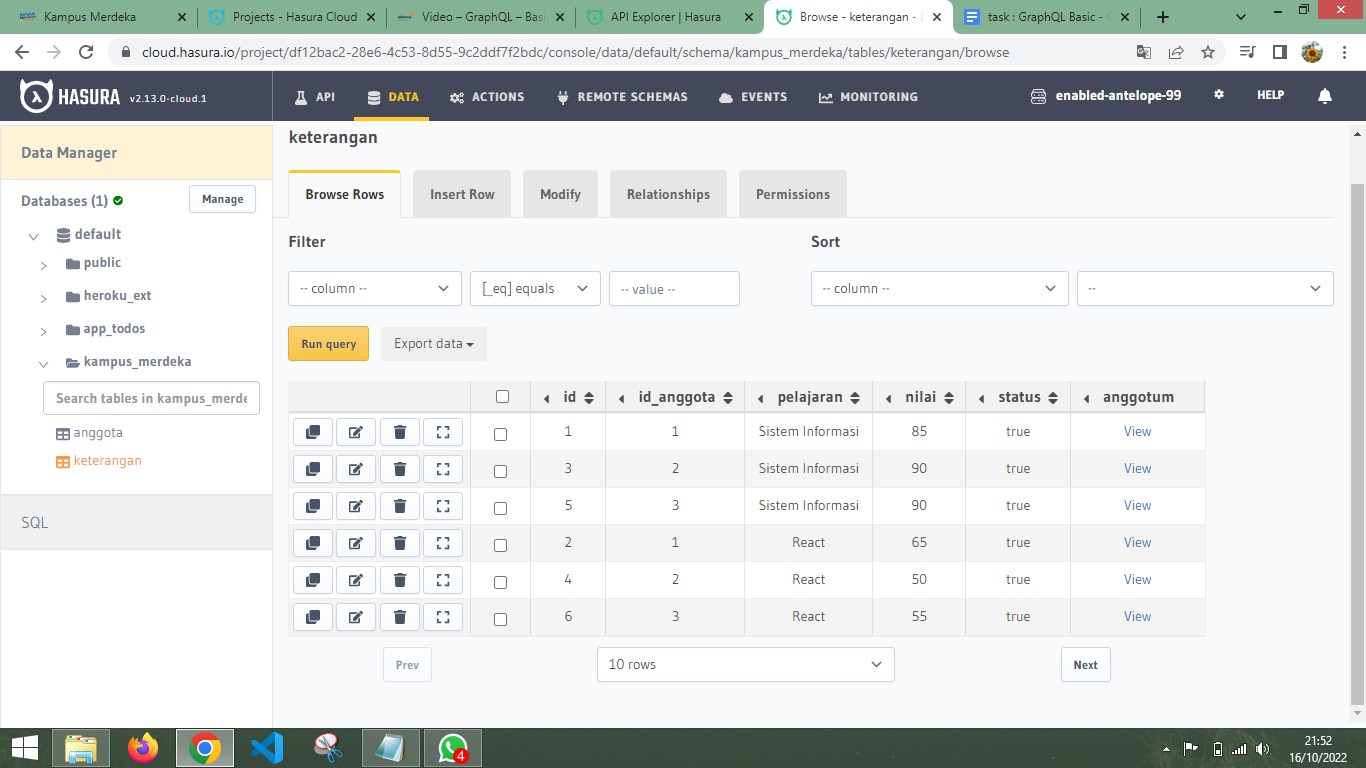 Kampus Merdeka
Projects - Hasura Cloud
Video – GraphQL – Basi
API Explorer | Hasura
Browse - keterangan - D
task : GraphQL Basic - G
cloud.hasura.io/project/df12bac2-28e6-4c53-8d55-9c2ddf7f2bdc/console/data/default/schema/kampus_merdeka/tables/keterangan/browse
HASURA v2.13.0-cloud.1
API DATA ACTIONS REMOTE SCHEMAS EVENTS MONITORING enabled-antelope-99 HELP
Data Manager
Databases (1) Manage
default
public
heroku_ext
app_todos
kampus_merdeka
Search tables in kampus_merde
anggota
keterangan
SQL
keterangan
Browse Rows Insert Row Modify Relationships Permissions
Filter Sort
-- column -- [_eq] equals -- value -- -- column -- --
Run query Export data
id id_anggota pelajaran nilai status anggotum
1 1 Sistem Informasi 85 true View
3 2 Sistem Informasi 90 true View
5 3 Sistem Informasi 90 true View
2 1 React 65 true View
4 2 React 50 true View
6 3 React 55 true View
Prev 10 rows Next
4
21:52
16/10/2022